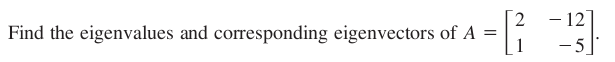 Find the eigenvalues and corresponding eigenvectors of A = [2 −12
1 −5].